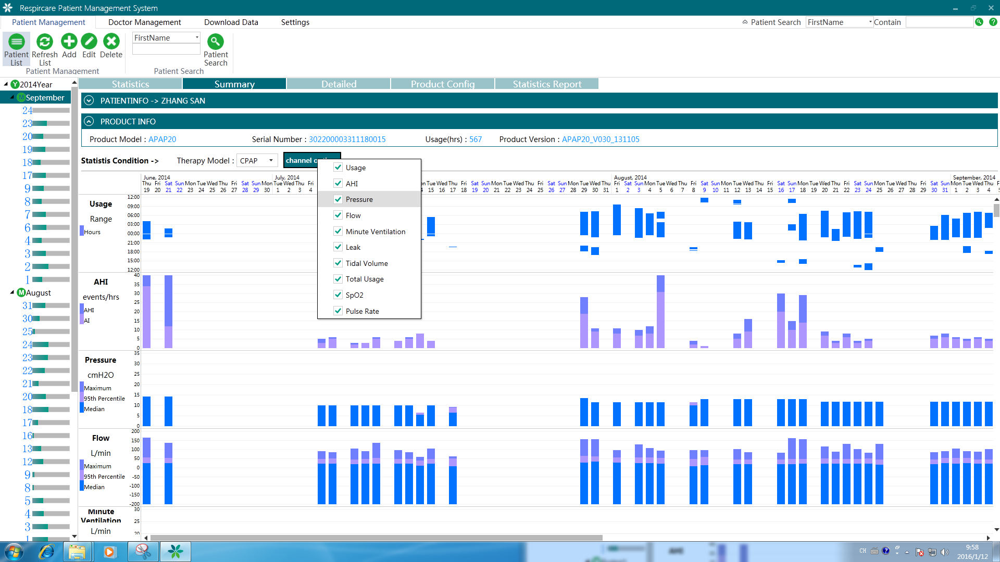 Respircare Patient Management System
Patient Management
Doctor Management
Download Data
Settings
Patient Search
FirstName
Contain
Patient List
Refresh List
Add
Edit
Delete
Patient Management
FirstName
Patient Search
Patient Search
2014Year
September
24
23
20
19
18
17
9
8
7
6
4
3
2
1
August
31
30
25
24
23
22
21
20
18
17
16
13
12
9
8
5
4
3
1
Statistics
Summary
Detailed
Product Config
Statistics Report
PATIENTINFO -> ZHANG SAN
PRODUCT INFO
Product Model : APAP20
Serial Number : 302200003311180015
Usage(hrs) : 567
Product Version : APAP20_V030_131105
Statistis Condition ->
Therapy Model :
CPAP
channel
Usage
AHI
Pressure
Flow
Minute Ventilation
Leak
Tidal Volume
Total Usage
SpO2
Pulse Rate
June, 2014
July, 2014
August, 2014
September, 2014
Thu Fri Sat Sun Mon Tue Wed Thu Fri Sat Sun Mon Tue Wed Thu Fri
Tue Wed Thu Fri Sat Sun Mon Tue Wed Thu Fri Sat Sun Mon Tue Wed Thu Fri Sat Sun Mon Tue Wed Thu Fri Sat Sun Mon Tue Wed Thu Fri Sat Sun Mon Tue Wed Thu Fri Sat Sun Mon Tue Wed Thu
19 20 21 22 23 24 25 26 27 28 29 30 1 2 3 4
15 16 17 18 19 20 21 22 23 24 25 26 27 28 29 30 31 1 2 3 4 5 6 7 8 9 10 11 12 13 14 15 16 17 18 19 20 21 22 23 24 25 26 27 28 29 30 31 1 2 3 4
Usage
Range
Hours
12:00
09:00
06:00
03:00
00:00
21:00
18:00
15:00
12:00
AHI
events/hrs
AHI
AI
40
35
30
25
20
15
10
5
0
Pressure
cmH2O
Maximum
95th Percentile
Median
35
30
25
20
15
10
5
0
Flow
L/min
Maximum
95th Percentile
Median
200
150
100
50
0
-50
-100
-150
-200
Minute
Ventilation
L/min
30
25
20
CH
9:58
2016/1/12